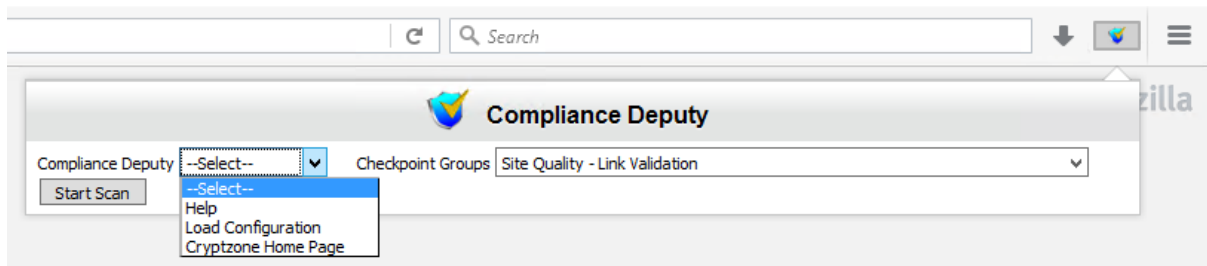 Search
zilla
Compliance Deputy
Compliance Deputy --Select-- Checkpoint Groups Site Quality - Link Validation
Start Scan
--Select--
Help
Load Configuration
Cryptzone Home Page